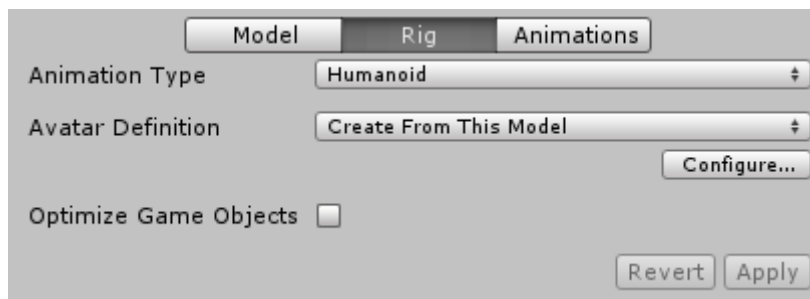 Model Rig Animations
Animation Type Humanoid
Avatar Definition Create From This Model
Configure...
Optimize Game Objects
Revert Apply